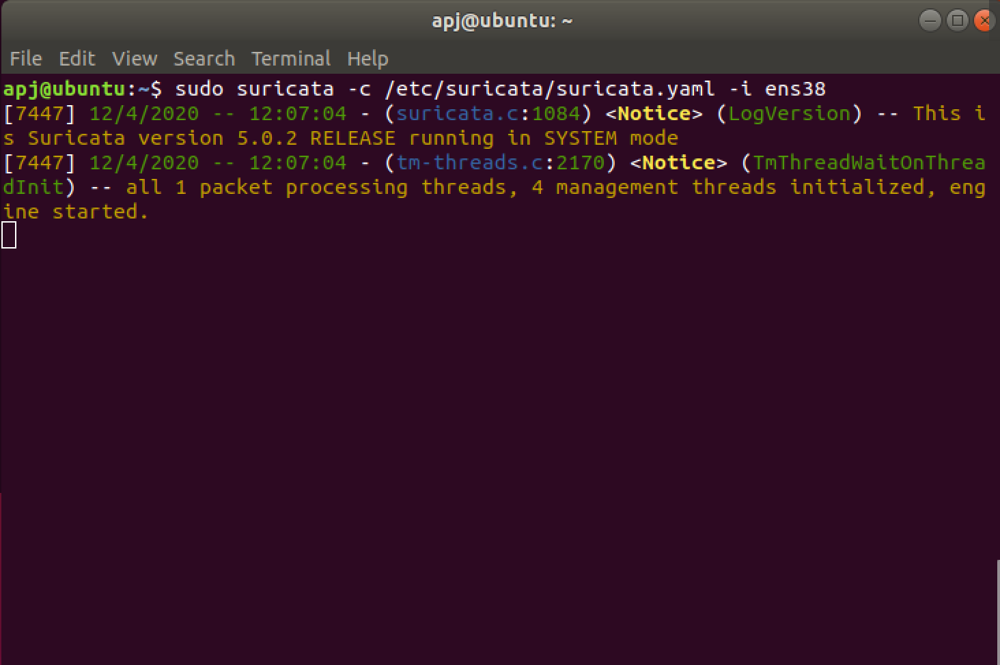 apj@ubuntu: ~
File Edit View Search Terminal Help
apj@ubuntu:~$ sudo suricata -c /etc/suricata/suricata.yaml -i ens38
[7447] 12/4/2020 -- 12:07:04 - (suricata.c:1084) <Notice> (LogVersion) -- This i
s Suricata version 5.0.2 RELEASE running in SYSTEM mode
[7447] 12/4/2020 -- 12:07:04 - (tm-threads.c:2170) <Notice> (TmThreadWaitOnThrea
dInit) -- all 1 packet processing threads, 4 management threads initialized, eng
ine started.